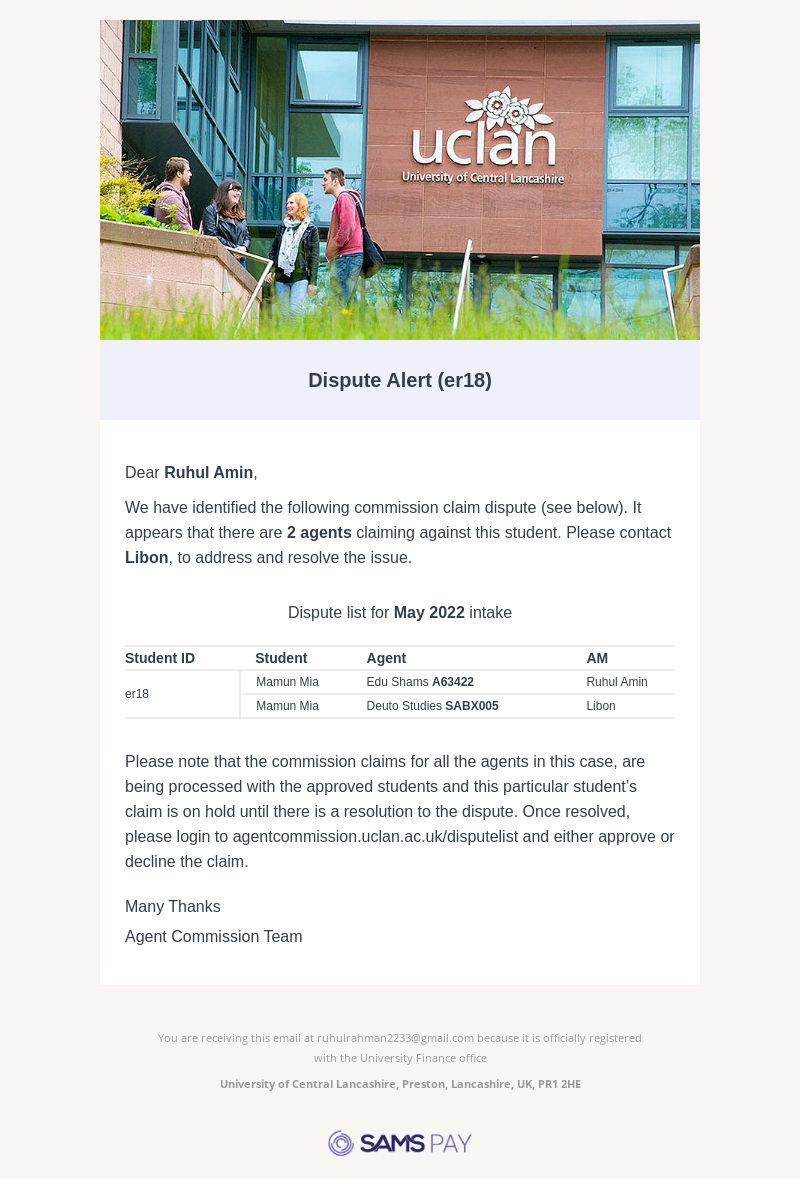 uclan
University of Central Lancashire
Dispute Alert (er18)
Dear Ruhul Amin,
We have identified the following commission claim dispute (see below). It
appears that there are 2 agents claiming against this student. Please contact
Libon, to address and resolve the issue.
Dispute list for May 2022 intake
Student ID Student Agent AM
er18 Mamun Mia Edu Shams A63422 Ruhul Amin
Mamun Mia Deuto Studies SABX005 Libon
Please note that the commission claims for all the agents in this case, are
being processed with the approved students and this particular student’s
claim is on hold until there is a resolution to the dispute. Once resolved,
please login to agentcommission.uclan.ac.uk/disputelist and either approve or
decline the claim.
Many Thanks
Agent Commission Team
You are receiving this email at ruhulrahman2233@gmail.com because it is officially registered
with the University Finance office
University of Central Lancashire, Preston, Lancashire, UK, PR1 2HE
SAMS PAY